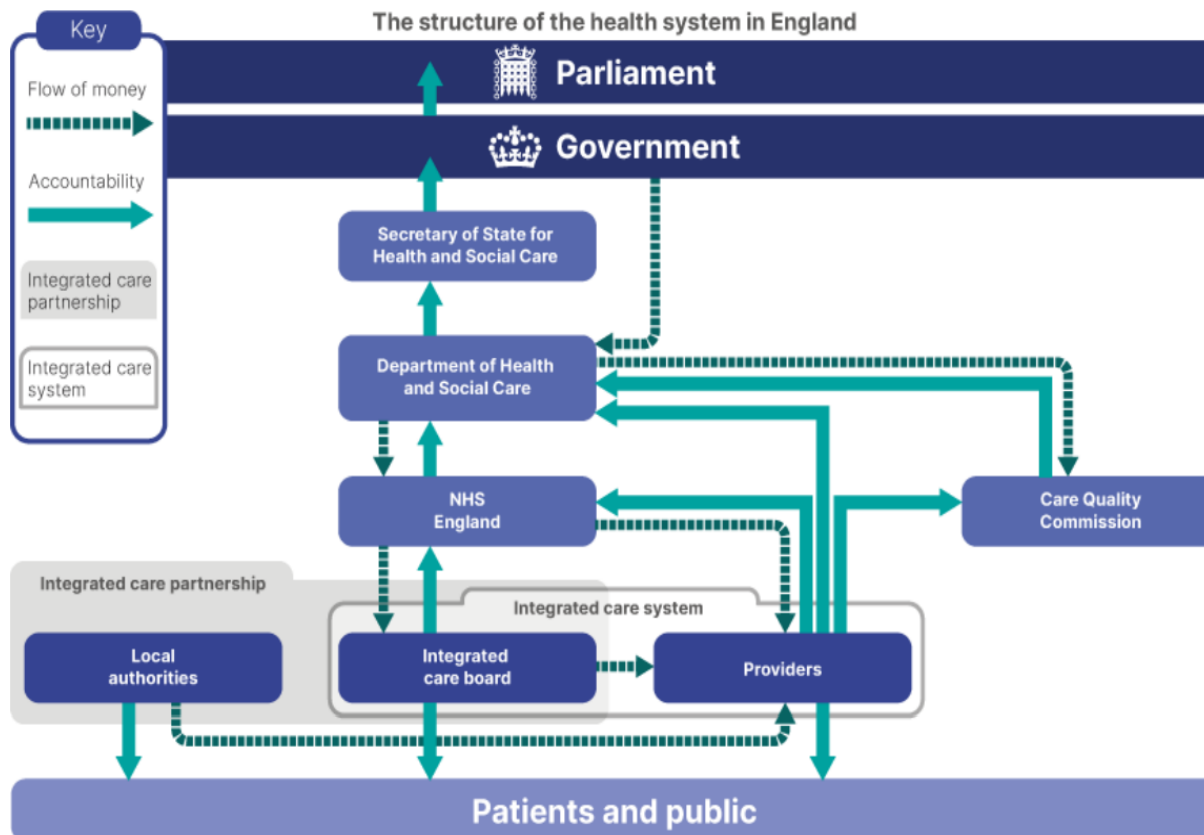 The structure of the health system in England
Key
Flow of money
Accountability
Integrated care
partnership
Integrated care
system
Parliament
Government
Secretary of State for
Health and Social Care
Department of Health
and Social Care
NHS
England
Care Quality
Commission
Integrated care partnership
Integrated care system
Local
authorities
Integrated
care board
Providers
Patients and public